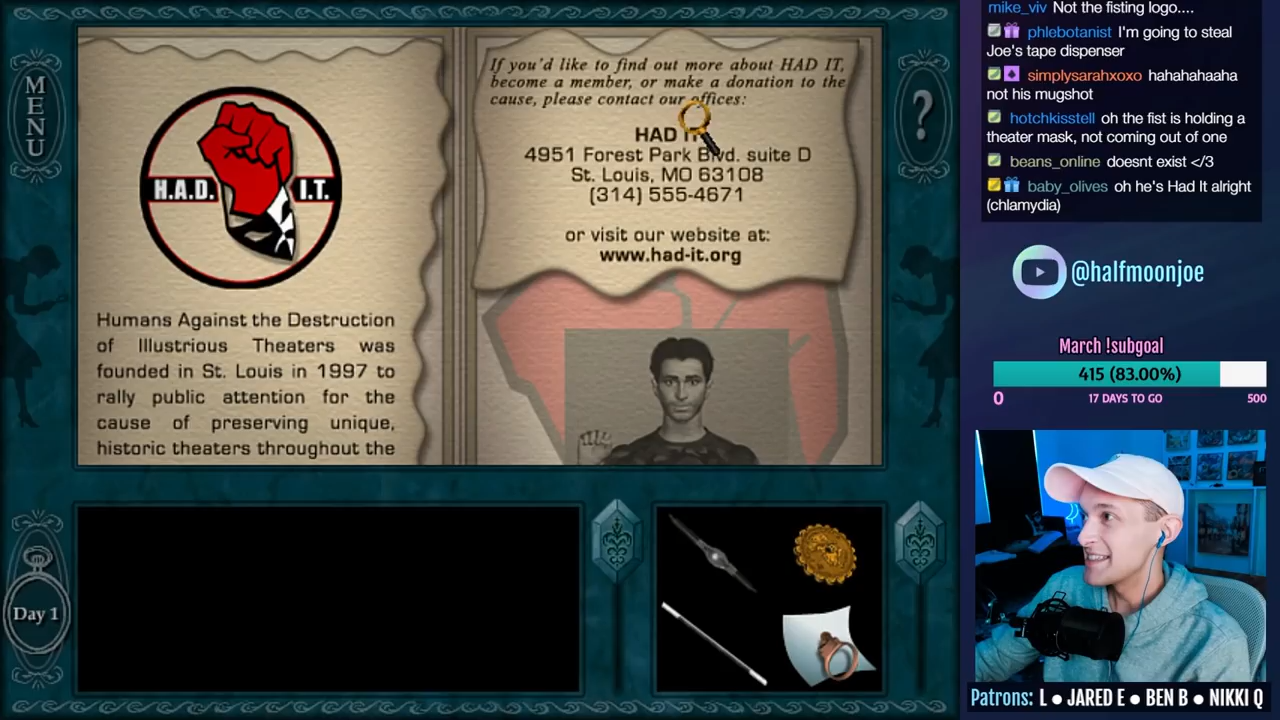 MENU
H.A.D. I.T.
Humans Against the Destruction
of Illustrious Theaters was
founded in St. Louis in 1997 to
rally public attention for the
cause of preserving unique,
historic theaters throughout the
If you'd like to find out more about HAD IT,
become a member, or make a donation to the
cause, please contact our offices:
HAD IT
4951 Forest Park Blvd. suite D
St. Louis, MO 63108
(314) 555-4671
or visit our website at:
www.had-it.org
?
Day 1
mike_viv Not the fisting logo....
phlebotanist I'm going to steal
Joe's tape dispenser
simplysarahxoxo hahahahaaha
not his mugshot
hotchkisstell oh the fist is holding a
theater mask, not coming out of one
beans_online doesnt exist </3
baby_olives oh he's Had It alright
(chlamydia)
@halfmoonjoe
March !subgoal
415 (83.00%)
0 17 DAYS TO GO 500
Patrons: L ● JARED E ● BEN B ● NIKKI Q